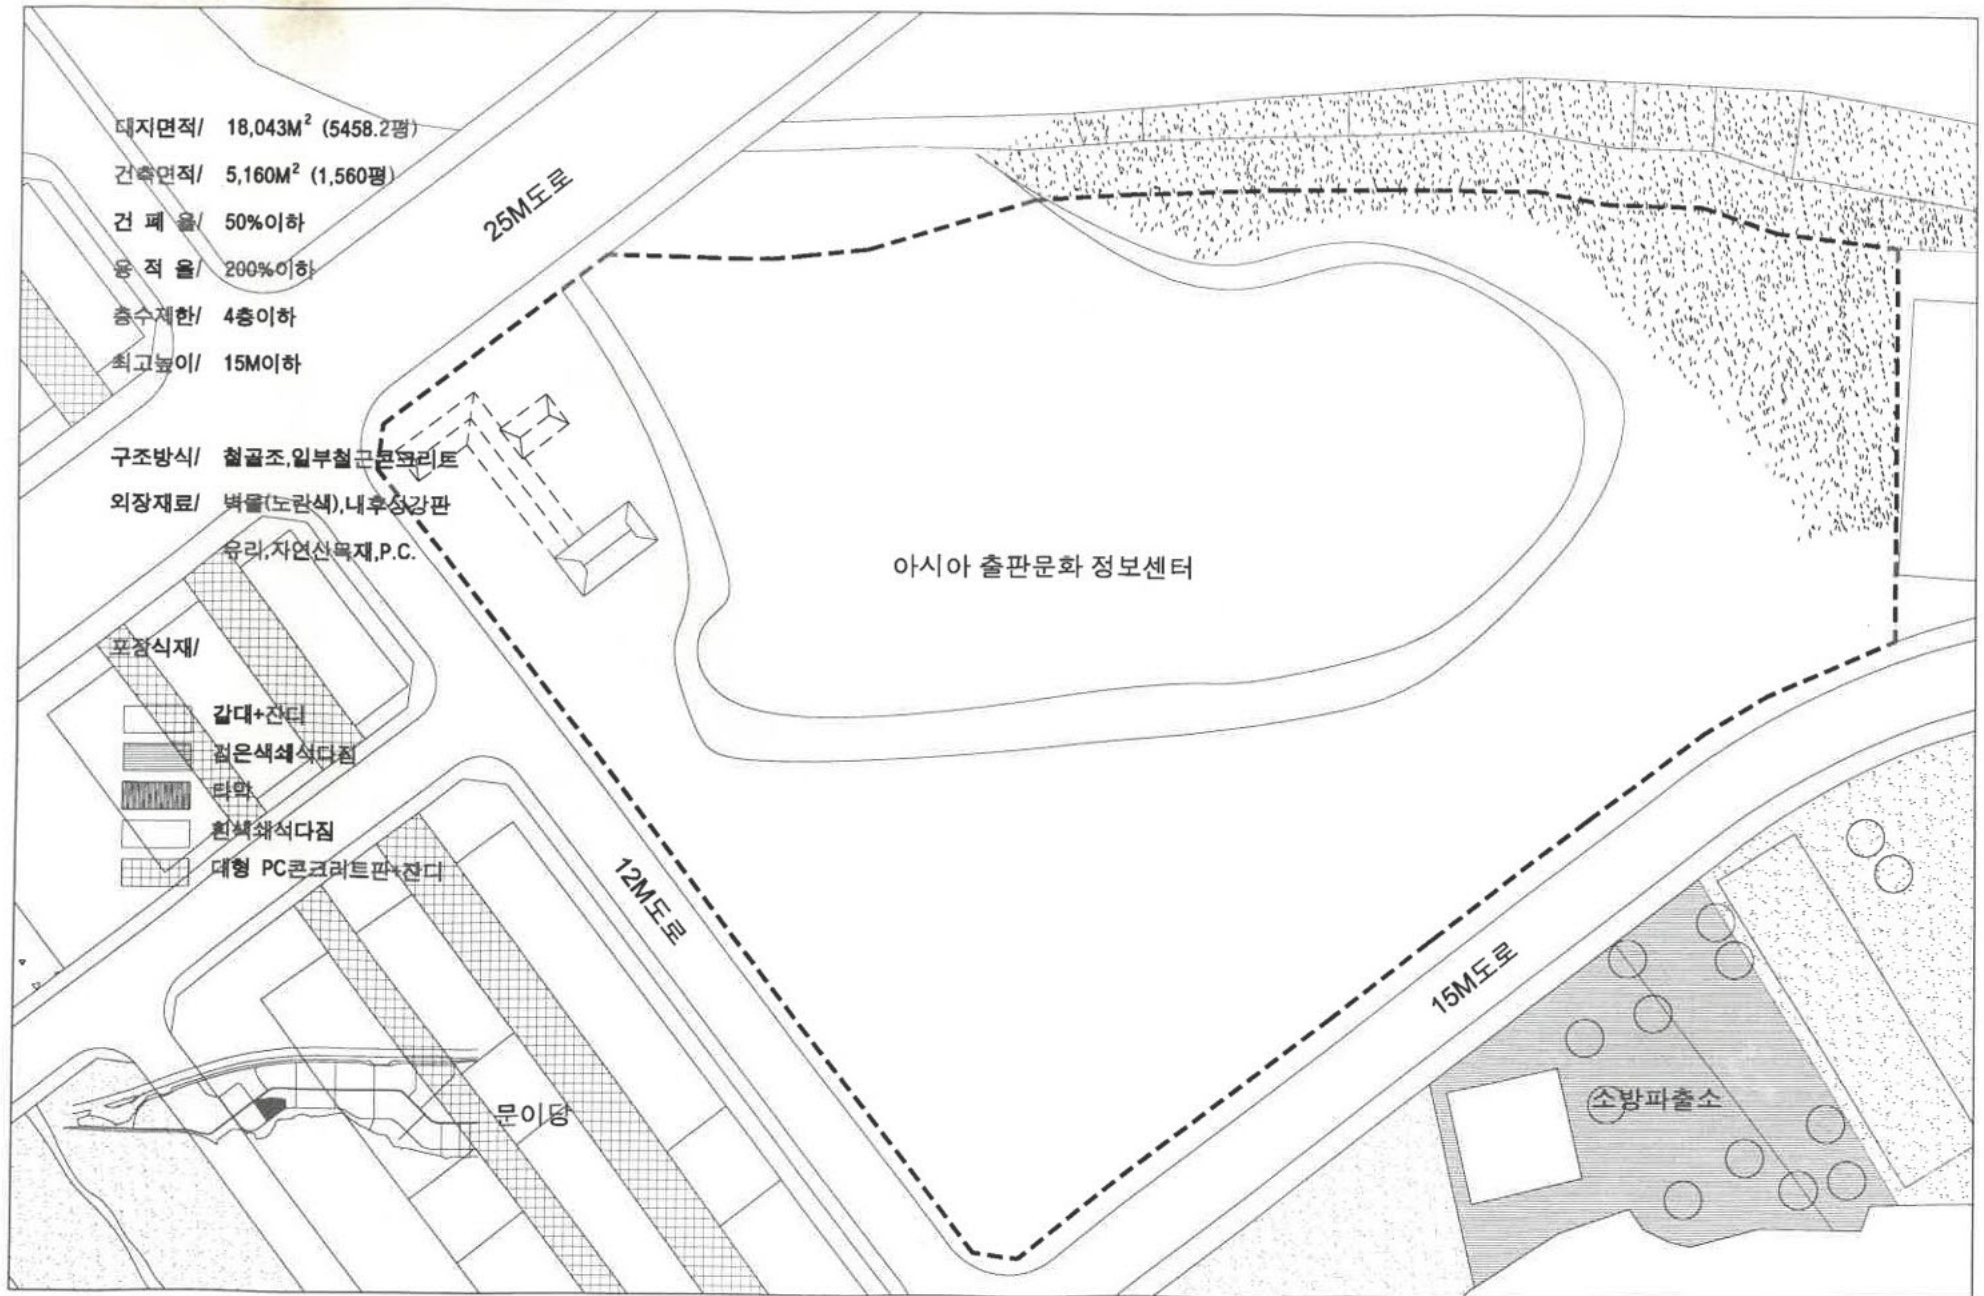 대지면적/ 18,043M² (5458.2평)
건축면적/ 5,160M² (1,560평)
건 폐 율/ 50%이하
용 적 율/ 200%이하
층수제한/ 4층이하
최고높이/ 15M이하
구조방식/ 철골조,일부철근콘크리트
외장재료/ 벽돌(노란색),내후성강판
유리,자연산목재,P.C.
포장식재/
갈대+잔디
검은색쇄석다짐
흰색쇄석다짐
대형 PC콘크리트판+잔디
25M도로
아시아 출판문화 정보센터
12M도로
15M도로
문이당
소방파출소